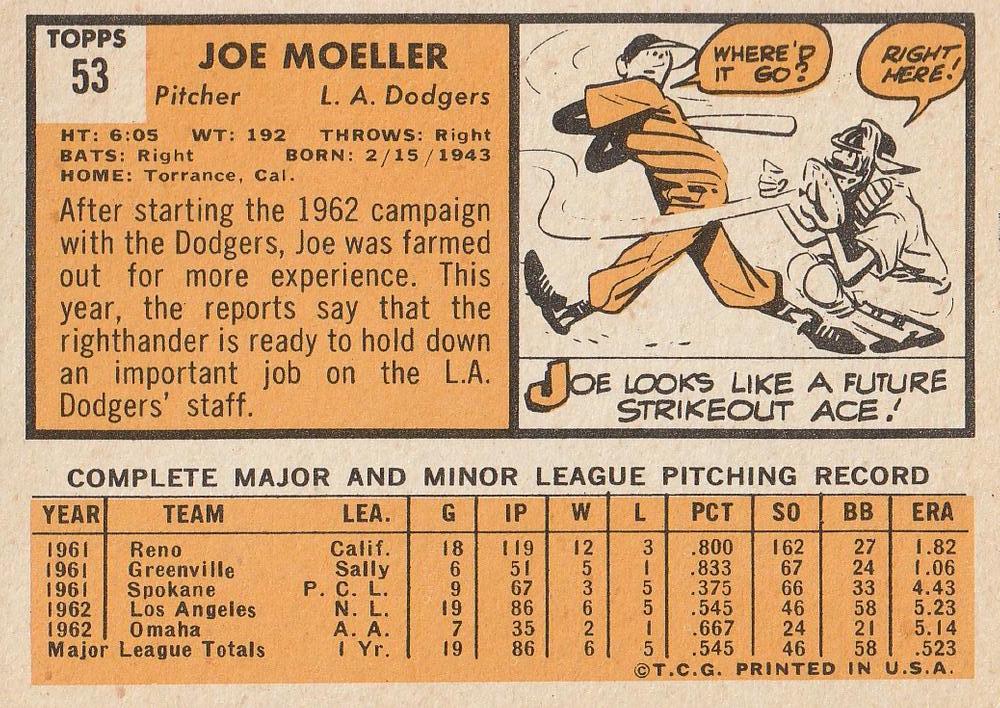 TOPPS
53
JOE MOELLER
Pitcher L. A. Dodgers
HT: 6:05 WT: 192 THROWS: Right
BATS: Right BORN: 2/15/1943
HOME: Torrance, Cal.
After starting the 1962 campaign
with the Dodgers, Joe was farmed
out for more experience. This
year, the reports say that the
righthander is ready to hold down
an important job on the L.A.
Dodgers' staff.
WHERE'D
IT GO?
RIGHT
HERE!
JOE LOOKS LIKE A FUTURE
STRIKEOUT ACE!
COMPLETE MAJOR AND MINOR LEAGUE PITCHING RECORD
YEAR TEAM LEA. G IP W L PCT SO BB ERA
1961 Reno Calif. 18 119 12 3 .800 162 27 1.82
1961 Greenville Sally 6 51 5 1 .833 67 24 1.06
1961 Spokane P. C. L. 9 67 3 5 .375 66 33 4.43
1962 Los Angeles N. L. 19 86 6 5 .545 46 58 5.23
1962 Omaha A. A. 7 35 2 1 .667 24 21 5.14
Major League Totals 1 Yr. 19 86 6 5 .545 46 58 .523
©T.C.G. PRINTED IN U.S.A.